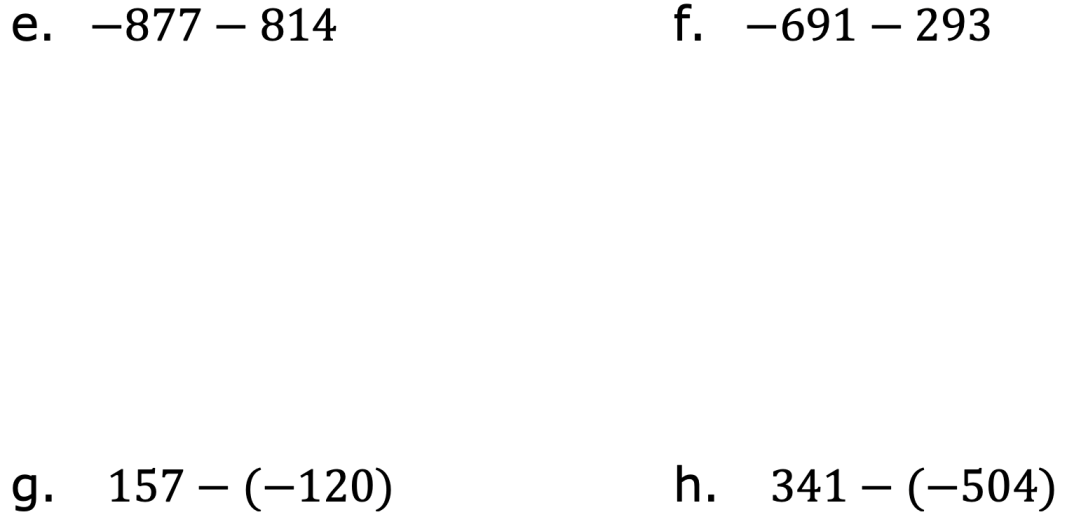 e. −877 − 814
f. −691 − 293
g. 157 − (−120)
h. 341 − (−504)